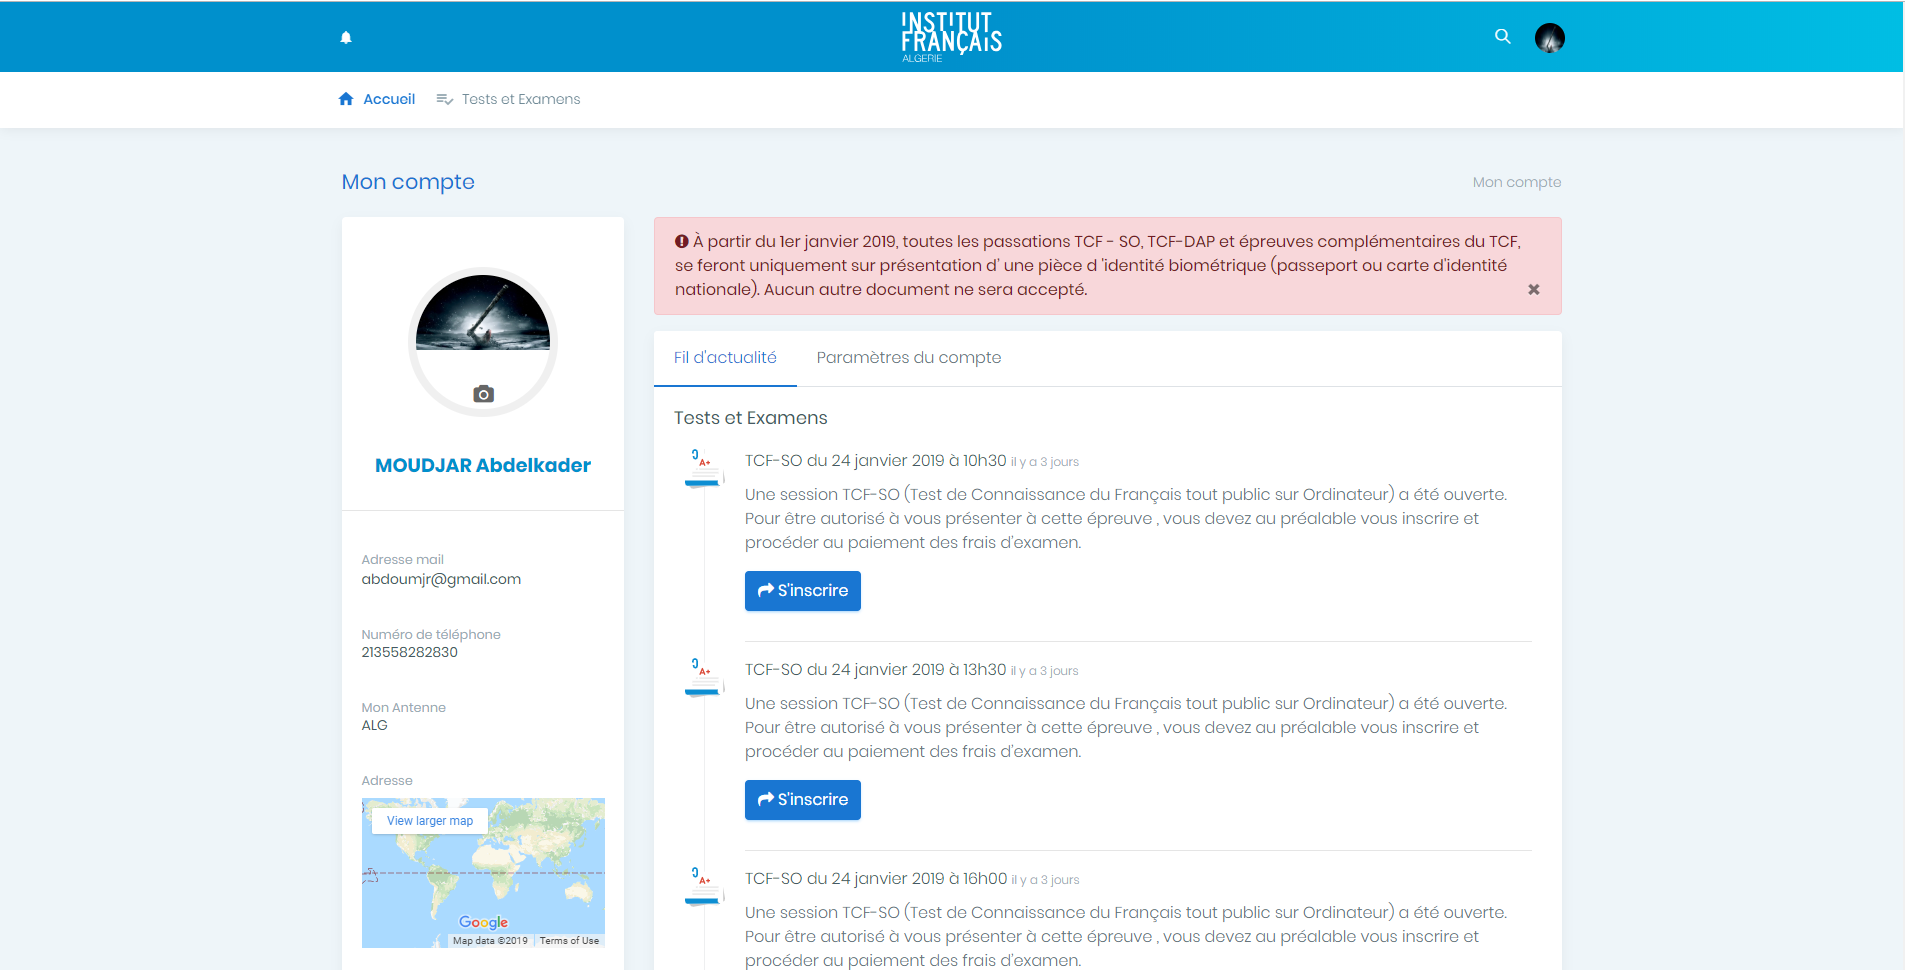 INSTITUT
FRANÇAIS
ALGERIE
Accueil
Tests et Examens
Mon compte
Mon compte
MOUDJAR Abdelkader
Adresse mail
abdoumjr@gmail.com
Numéro de téléphone
213558282830
Mon Antenne
ALG
Adresse
View larger map
Google
Map data ©2019
Terms of Use
À partir du 1er janvier 2019, toutes les passations TCF - SO, TCF-DAP et épreuves complémentaires du TCF,
se feront uniquement sur présentation d' une pièce d 'identité biométrique (passeport ou carte d'identité
nationale). Aucun autre document ne sera accepté.
Fil d'actualité
Paramètres du compte
Tests et Examens
A+
TCF-SO du 24 janvier 2019 à 10h30 il y a 3 jours
Une session TCF-SO (Test de Connaissance du Français tout public sur Ordinateur) a été ouverte.
Pour être autorisé à vous présenter à cette épreuve , vous devez au préalable vous inscrire et
procéder au paiement des frais d'examen.
S'inscrire
A+
TCF-SO du 24 janvier 2019 à 13h30 il y a 3 jours
Une session TCF-SO (Test de Connaissance du Français tout public sur Ordinateur) a été ouverte.
Pour être autorisé à vous présenter à cette épreuve , vous devez au préalable vous inscrire et
procéder au paiement des frais d'examen.
S'inscrire
A+
TCF-SO du 24 janvier 2019 à 16h00 il y a 3 jours
Une session TCF-SO (Test de Connaissance du Français tout public sur Ordinateur) a été ouverte.
Pour être autorisé à vous présenter à cette épreuve , vous devez au préalable vous inscrire et
procéder au paiement des frais d'examen.